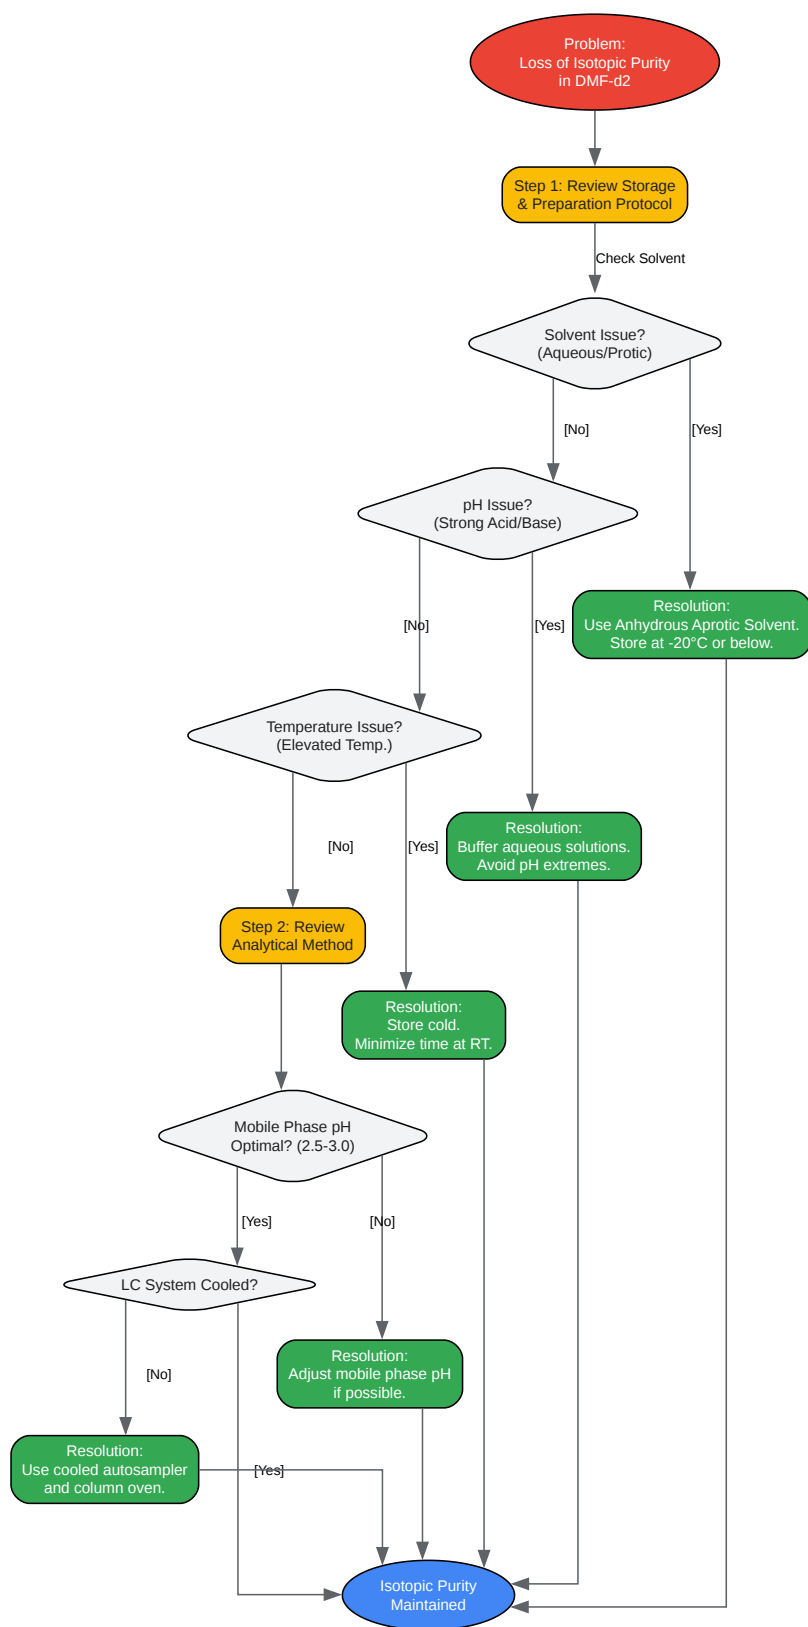 Problem:
Loss of Isotopic Purity
in DMF-d2
Step 1: Review Storage
& Preparation Protocol
Check Solvent
Solvent Issue?
(Aqueous/Protic)
[No]
[Yes]
pH Issue?
(Strong Acid/Base)
[No]
[Yes]
Resolution:
Use Anhydrous Aprotic Solvent.
Store at -20°C or below.
Temperature Issue?
(Elevated Temp.)
[No]
[Yes]
Resolution:
Buffer aqueous solutions.
Avoid pH extremes.
Step 2: Review
Analytical Method
Resolution:
Store cold.
Minimize time at RT.
Mobile Phase pH
Optimal? (2.5-3.0)
[Yes]
[No]
LC System Cooled?
[No]
Resolution:
Adjust mobile phase pH
if possible.
Resolution:
Use cooled autosampler
and column oven.
[Yes]
Isotopic Purity
Maintained